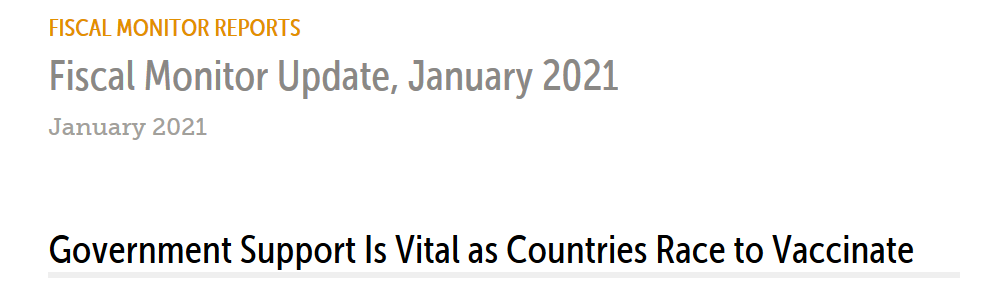 FISCAL MONITOR REPORTS
Fiscal Monitor Update, January 2021
January 2021
Government Support Is Vital as Countries Race to Vaccinate